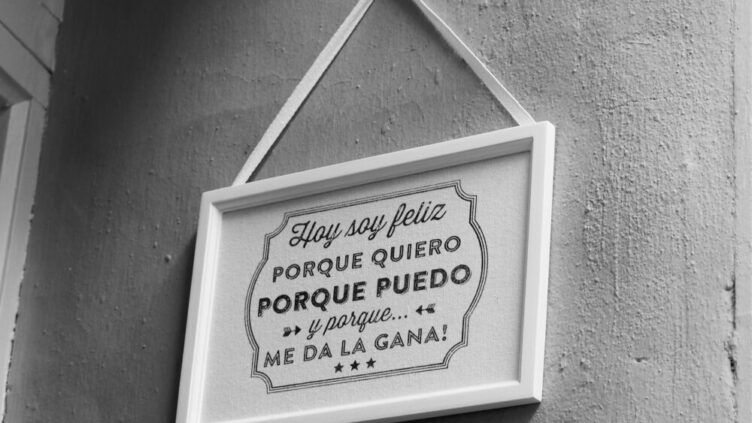 Hoy soy feliz
PORQUE QUIERO
PORQUE PUEDO
y porque...
ME DA LA GANA!